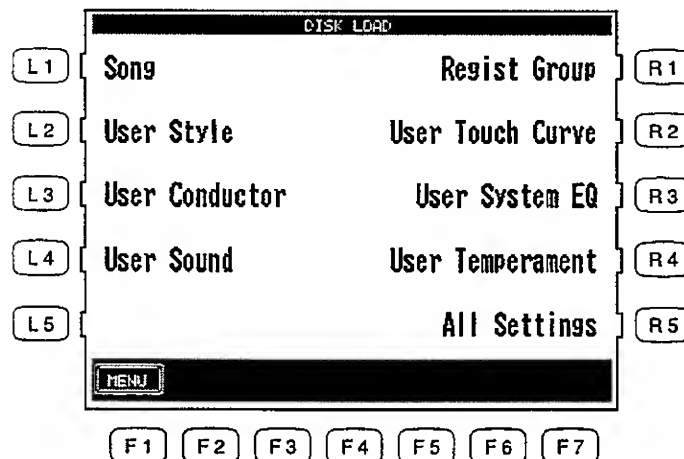 DISK LOAD
L1 Song Regist Group R1
L2 User Style User Touch Curve R2
L3 User Conductor User System EQ R3
L4 User Sound User Temperament R4
L5 All Settings R5
MENU
F1 F2 F3 F4 F5 F6 F7